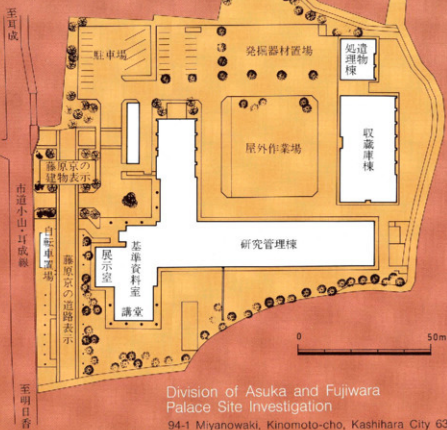 至耳成
駐車場
発掘器材置場
遺物
処理棟
収蔵庫棟
屋外作業場
藤原京の
建物表示
市道小山・耳成線
自転車置場
藤原京の道路表示
展示室
基準資料室
講堂
研究管理棟
至明日香
0
50m
Division of Asuka and Fujiwara
Palace Site Investigation
94-1 Miyanowaki, Kinomoto-cho, Kashihara City 63